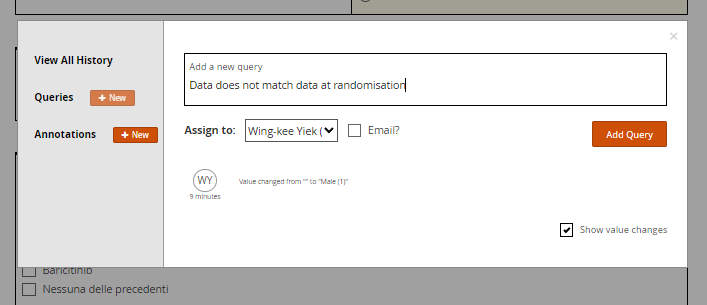 ×
View All History
Queries
+ New
Annotations
+ New
Add a new query
Data does not match data at randomisation
Assign to:
Wing-kee Yiek (
Email?
Add Query
WY
9 minutes
Value changed from "" to "Male (1)"
Show value changes
Baricitinib
Nessuna delle precedenti